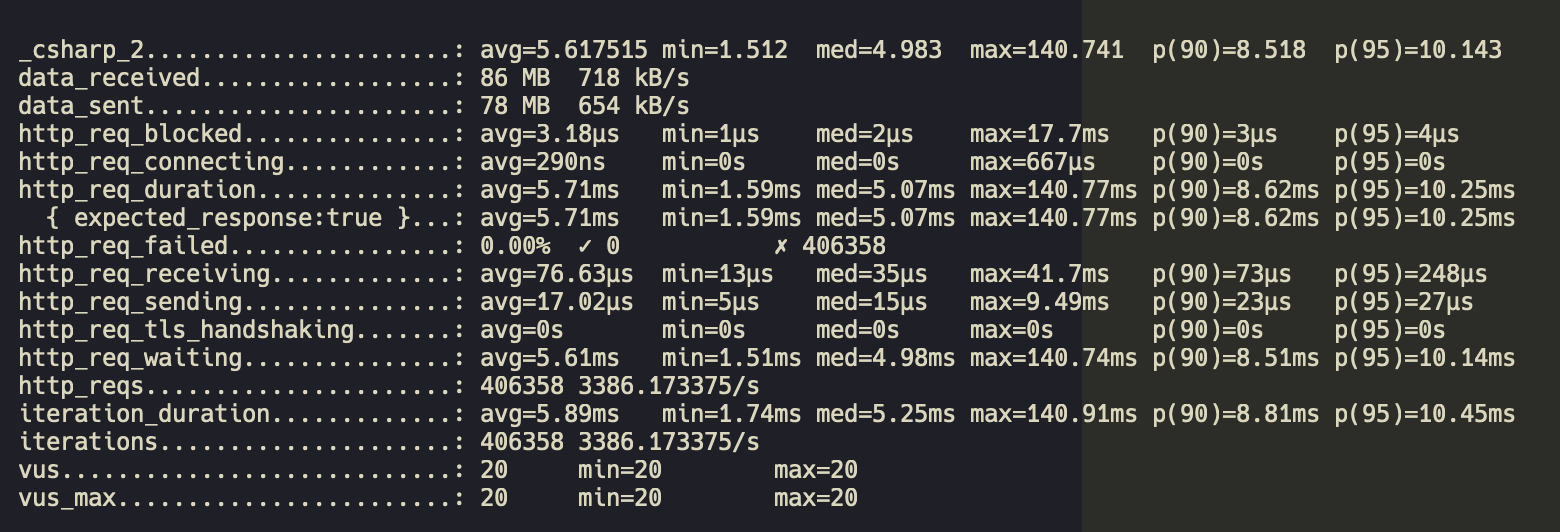 _csharp_2......................: avg=5.617515 min=1.512  med=4.983  max=140.741  p(90)=8.518  p(95)=10.143
data_received..................: 86 MB  718 kB/s
data_sent......................: 78 MB  654 kB/s
http_req_blocked...............: avg=3.18µs   min=1µs    med=2µs    max=17.7ms   p(90)=3µs    p(95)=4µs
http_req_connecting............: avg=290ns    min=0s     med=0s     max=667µs    p(90)=0s     p(95)=0s
http_req_duration..............: avg=5.71ms   min=1.59ms med=5.07ms max=140.77ms p(90)=8.62ms p(95)=10.25ms
  { expected_response:true }...: avg=5.71ms   min=1.59ms med=5.07ms max=140.77ms p(90)=8.62ms p(95)=10.25ms
http_req_failed................: 0.00%  ✓ 0           ✗ 406358
http_req_receiving.............: avg=76.63µs  min=13µs   med=35µs   max=41.7ms   p(90)=73µs   p(95)=248µs
http_req_sending...............: avg=17.02µs  min=5µs    med=15µs   max=9.49ms   p(90)=23µs   p(95)=27µs
http_req_tls_handshaking.......: avg=0s       min=0s     med=0s     max=0s       p(90)=0s     p(95)=0s
http_req_waiting...............: avg=5.61ms   min=1.51ms med=4.98ms max=140.74ms p(90)=8.51ms p(95)=10.14ms
http_reqs......................: 406358 3386.173375/s
iteration_duration.............: avg=5.89ms   min=1.74ms med=5.25ms max=140.91ms p(90)=8.81ms p(95)=10.45ms
iterations.....................: 406358 3386.173375/s
vus............................: 20     min=20        max=20
vus_max........................: 20     min=20        max=20